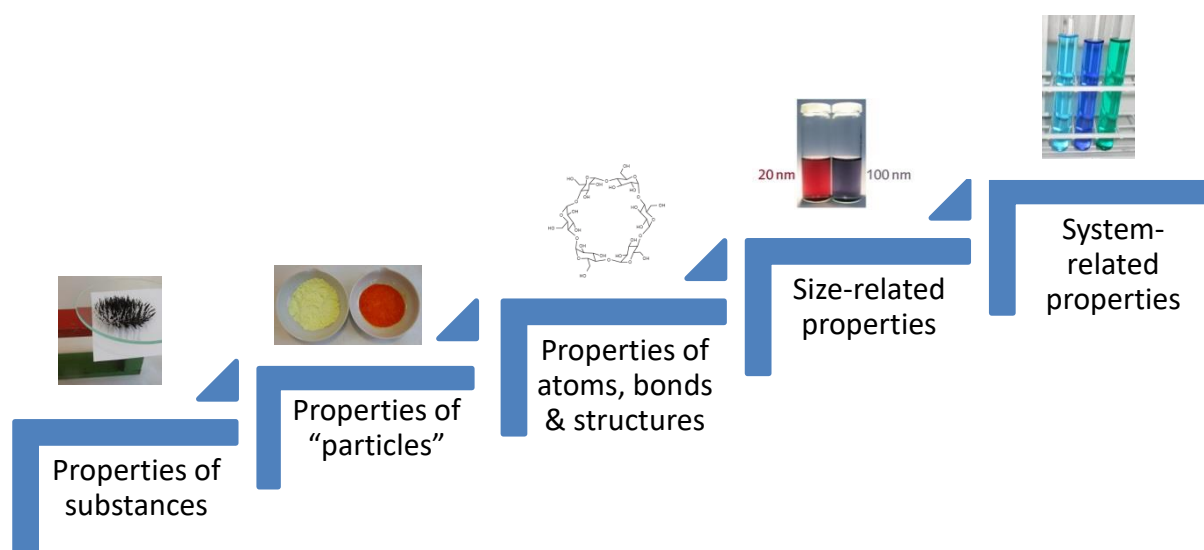 Properties of
substances
Properties of
“particles”
Properties of
atoms, bonds
& structures
20 nm
100 nm
Size-related
properties
System-
related
properties